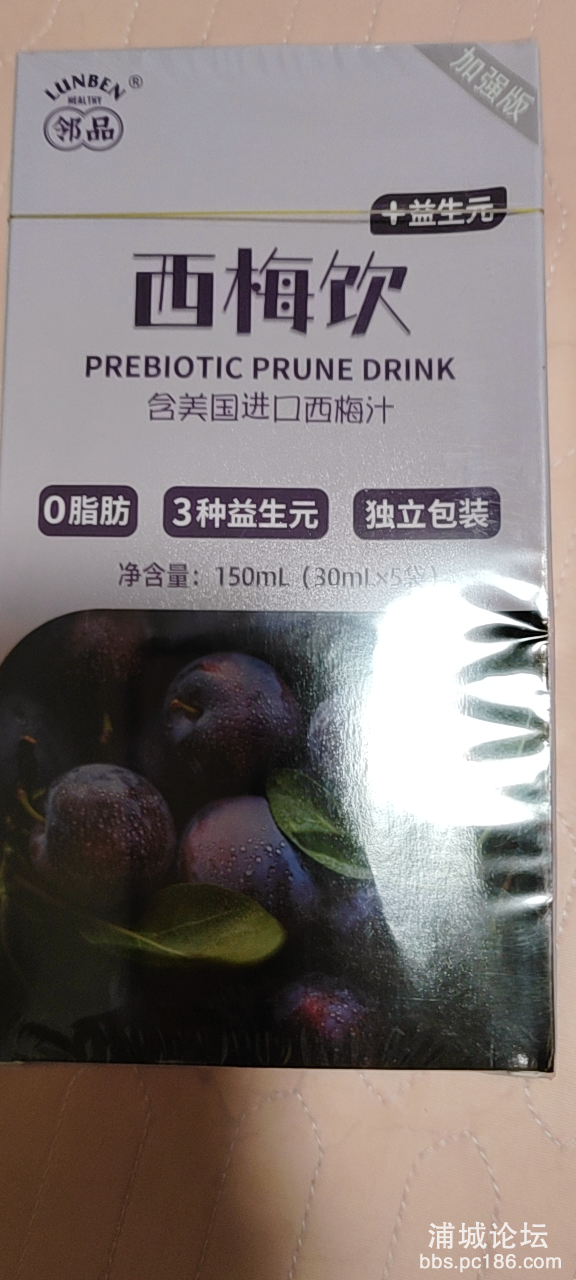 LUNBEN®
HEALTHY
邻品
加强版
+益生元
西梅饮
PREBIOTIC PRUNE DRINK
含美国进口西梅汁
0脂肪 3种益生元 独立包装
净含量：150mL（30mL×5袋）
浦城论坛
bbs.pc186.com